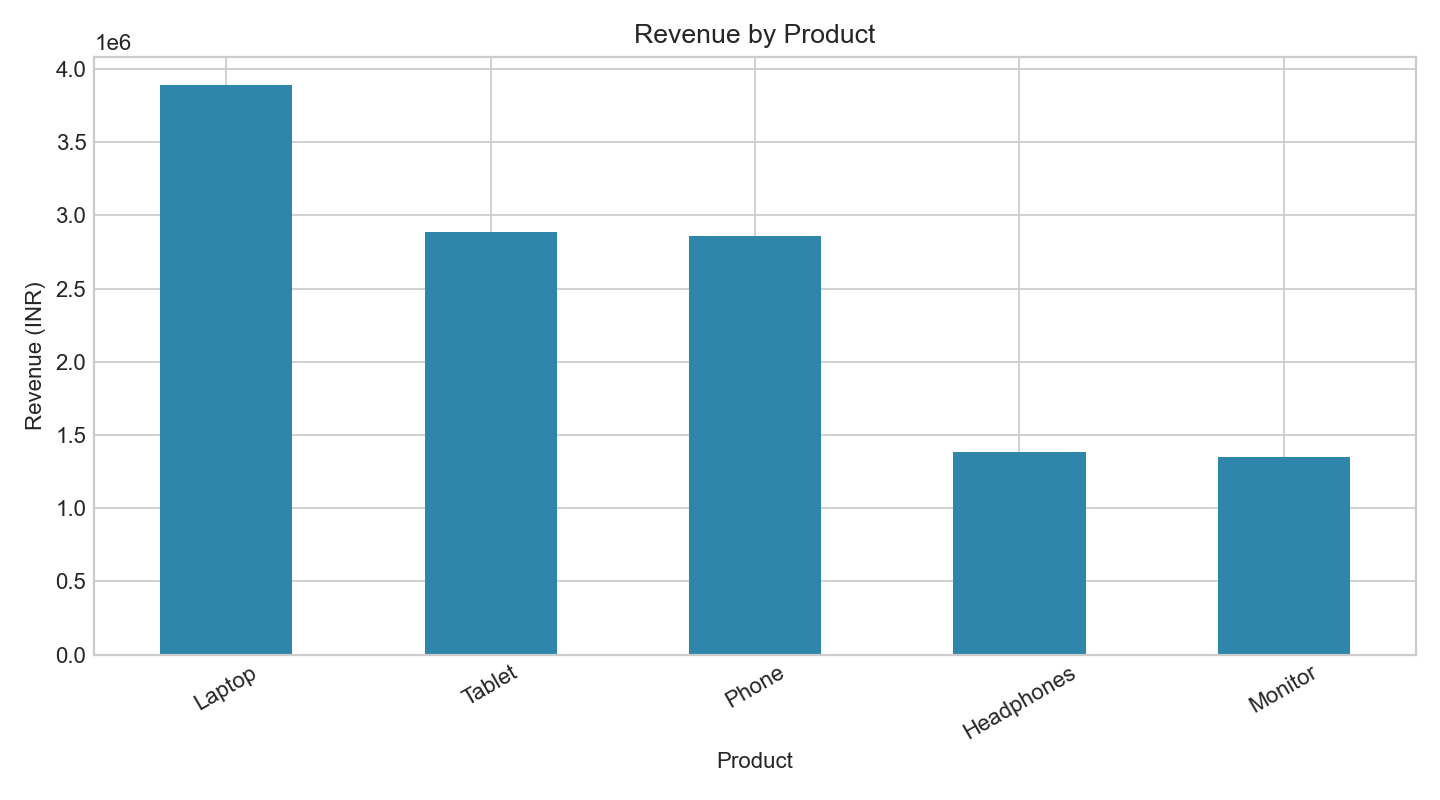 Revenue by Product
1e6
4.0
3.5
3.0
2.5
2.0
1.5
1.0
0.5
0.0
Revenue (INR)
Laptop
Tablet
Phone
Headphones
Monitor
Product